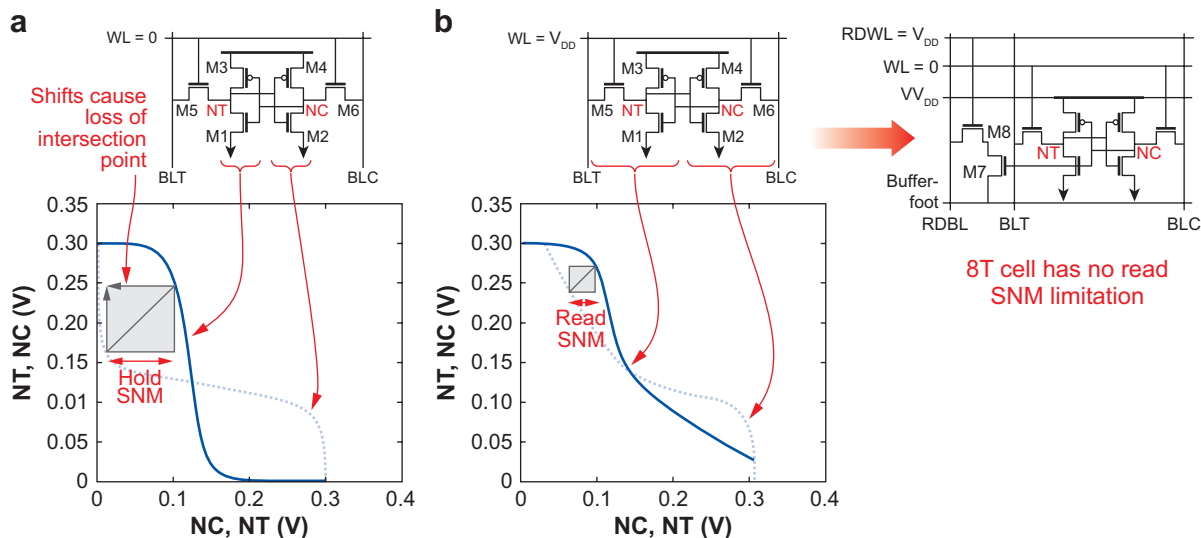 a
WL = 0
M3
M4
M5
NT
NC
M6
M1
M2
BLT
BLC
Shifts cause
loss of
intersection
point
NT, NC (V)
0.35
0.30
0.25
0.20
0.15
0.01
0.05
0
Hold
SNM
0
0.1
0.2
0.3
0.4
NC, NT (V)
b
WL = VDD
M3
M4
M5
NT
NC
M6
M1
M2
BLT
BLC
NT, NC (V)
0.35
0.30
0.25
0.20
0.15
0.01
0.05
0
Read
SNM
0
0.1
0.2
0.3
0.4
NC, NT (V)
RDWL = VDD
WL = 0
VVDD
M8
NT
NC
M7
Buffer-
foot
RDBL
BLT
BLC
8T cell has no read
SNM limitation